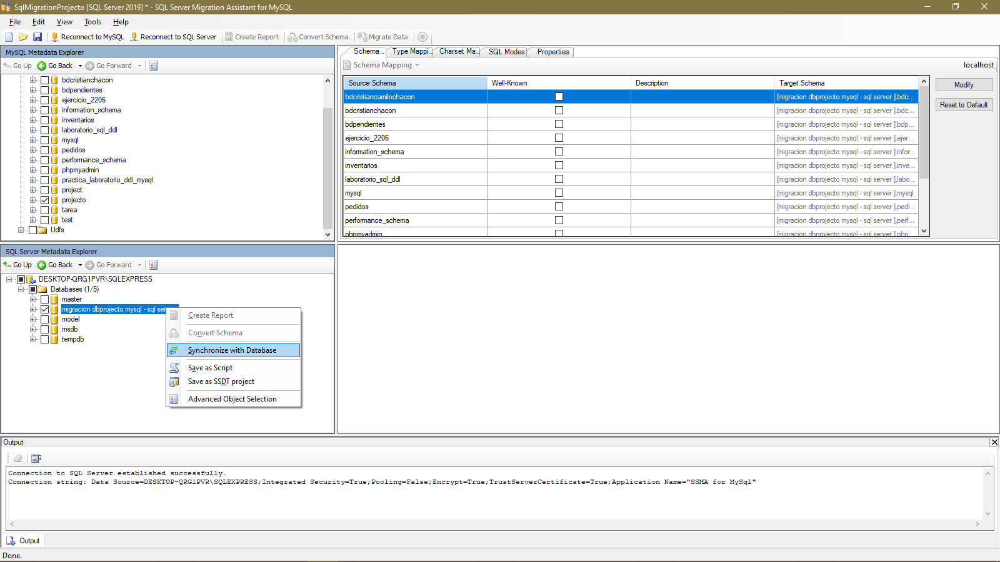 SqlMigrationProjecto [SQL Server 2019] * - SQL Server Migration Assistant for MySQL
File Edit View Tools Help
Reconnect to MySQL Reconnect to SQL Server Create Report Convert Schema Migrate Data
MySQL Metadata Explorer
Go Up Go Back Go Forward
bdcristianchacon
bdpendientes
ejercicio_2206
information_schema
inventarios
laboratorio_sql_ddl
mysql
pedidos
performance_schema
phpmyadmin
practica_laboratorio_ddl_mysql
project
projecto
tarea
test
Udfs
Schema... Type Mappi... Charset Ma... SQL Modes Properties
Schema Mapping
localhost
Source Schema Well-Known Description Target Schema
bdcristiancamilochacon [migracion dbprojecto mysql - sql server ].bdc...
bdcristianchacon [migracion dbprojecto mysql - sql server ].bdc...
bdpendientes [migracion dbprojecto mysql - sql server ].bdp...
ejercicio_2206 [migracion dbprojecto mysql - sql server ].ejer...
information_schema [migracion dbprojecto mysql - sql server ].infor...
inventarios [migracion dbprojecto mysql - sql server ].inve...
laboratorio_sql_ddl [migracion dbprojecto mysql - sql server ].labo...
mysql [migracion dbprojecto mysql - sql server ].mysql
pedidos [migracion dbprojecto mysql - sql server ].pedi...
performance_schema [migracion dbprojecto mysql - sql server ].perf...
phpmyadmin [migracion dbprojecto mysql - sql server ].php...
Modify
Reset to Default
SQL Server Metadata Explorer
Go Up Go Back Go Forward
DESKTOP-QRG1PVR\SQLEXPRESS
Databases (1/5)
master
migracion dbprojecto mysql - sql ser
model
msdb
tempdb
Create Report
Convert Schema
Synchronize with Database
Save as Script
Save as SSDT project
Advanced Object Selection
Output
Connection to SQL Server established successfully.
Connection string: Data Source=DESKTOP-QRG1PVR\SQLEXPRESS;Integrated Security=True;Pooling=False;Encrypt=True;TrustServerCertificate=True;Application Name="SSMA for MySql"
Output
Done.